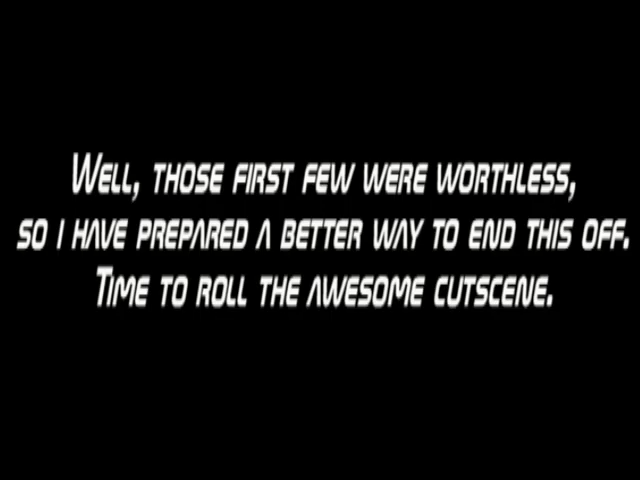 Well, those first few were worthless,
so i have prepared a better way to end this off.
Time to roll the awesome cutscene.